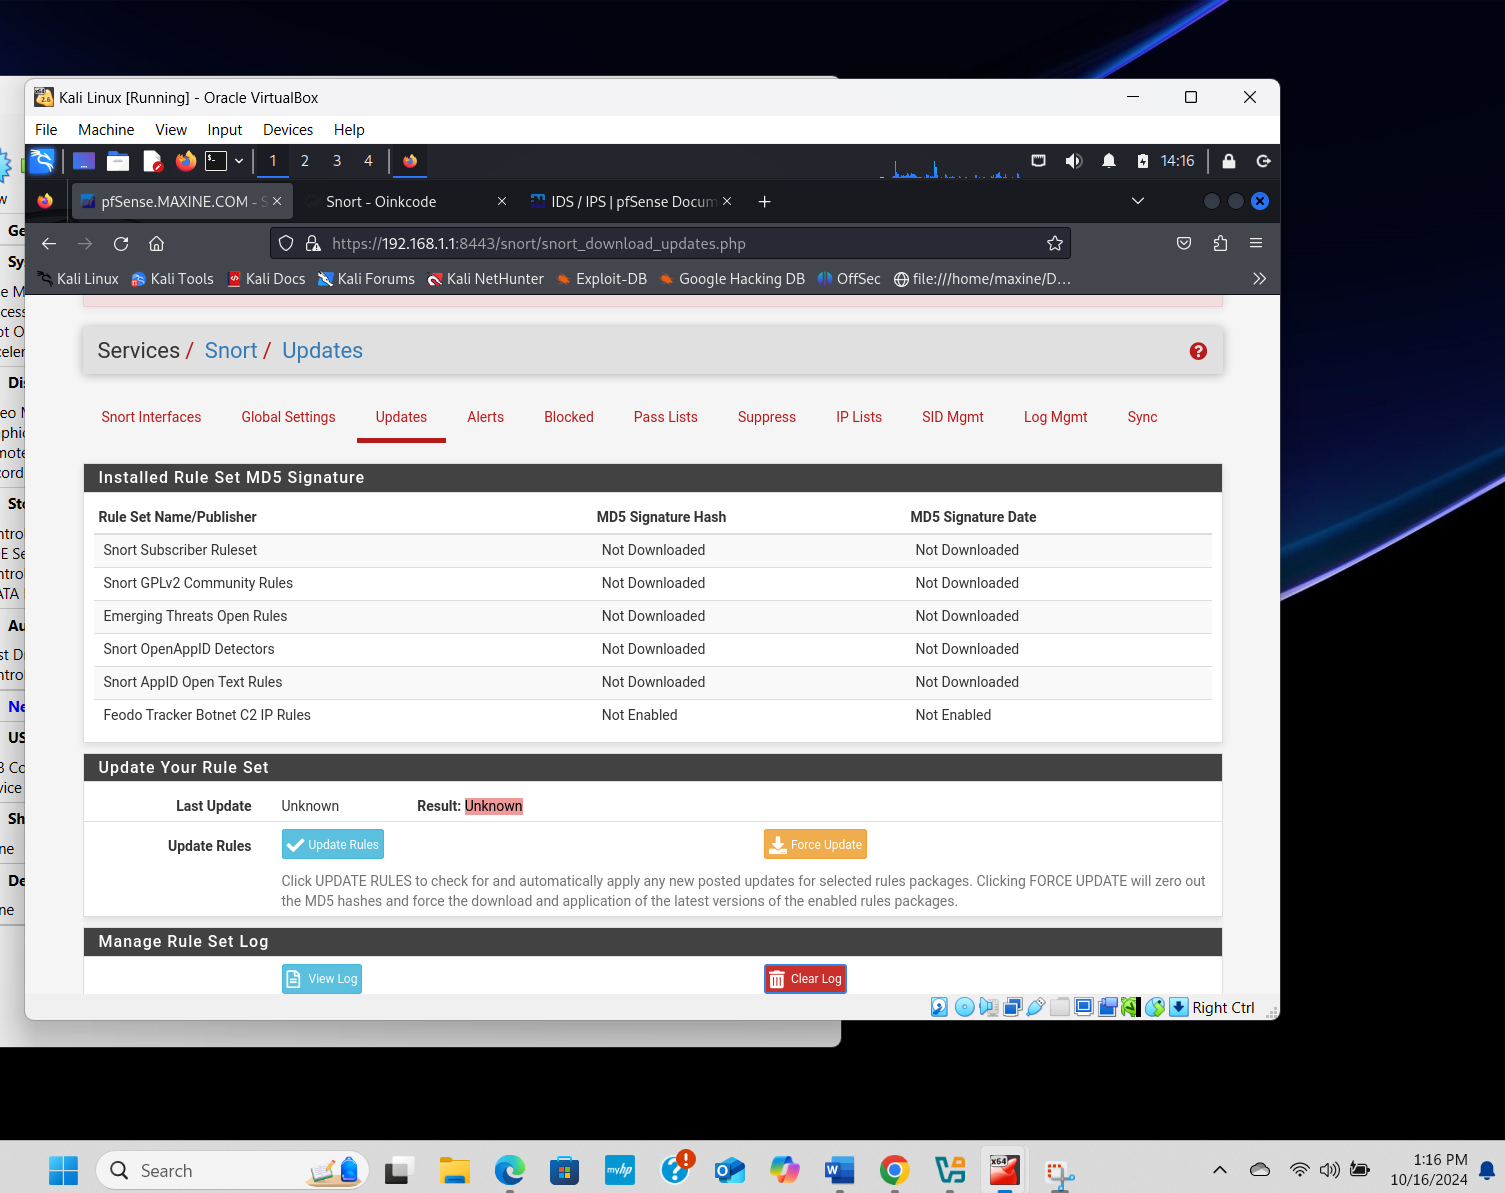 Kali Linux [Running] - Oracle VirtualBox
File Machine View Input Devices Help
1 2 3 4 14:16
pfSense.MAXINE.COM - S Snort - Oinkcode IDS / IPS | pfSense Docum
https://192.168.1.1:8443/snort/snort_download_updates.php
Kali Linux Kali Tools Kali Docs Kali Forums Kali NetHunter Exploit-DB Google Hacking DB OffSec file:///home/maxine/D...
Services / Snort / Updates
Snort Interfaces Global Settings Updates Alerts Blocked Pass Lists Suppress IP Lists SID Mgmt Log Mgmt Sync
Installed Rule Set MD5 Signature
Rule Set Name/Publisher MD5 Signature Hash MD5 Signature Date
Snort Subscriber Ruleset Not Downloaded Not Downloaded
Snort GPLv2 Community Rules Not Downloaded Not Downloaded
Emerging Threats Open Rules Not Downloaded Not Downloaded
Snort OpenAppID Detectors Not Downloaded Not Downloaded
Snort AppID Open Text Rules Not Downloaded Not Downloaded
Feodo Tracker Botnet C2 IP Rules Not Enabled Not Enabled
Update Your Rule Set
Last Update Unknown Result: Unknown
Update Rules Update Rules Force Update
Click UPDATE RULES to check for and automatically apply any new posted updates for selected rules packages. Clicking FORCE UPDATE will zero out
the MD5 hashes and force the download and application of the latest versions of the enabled rules packages.
Manage Rule Set Log
View Log Clear Log
Right Ctrl
Search
1:16 PM
10/16/2024